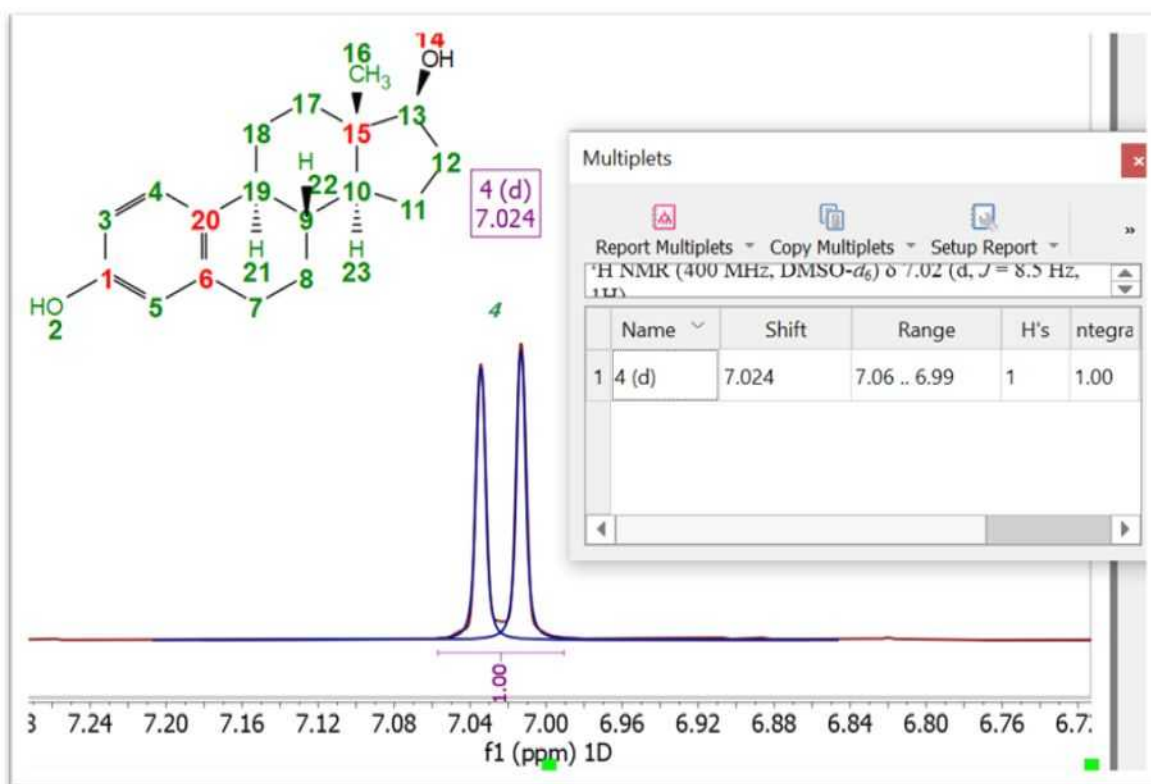 14
16
OH
CH3
17
13
15
18
12
H
4
19
22
10
3
20
9
11
1
6
H
H
8
21
23
HO
5
7
2
4 (d)
7.024
4
Multiplets
Report Multiplets
Copy Multiplets
Setup Report
»
¹H NMR (400 MHz, DMSO-d6) δ 7.02 (d, J = 8.5 Hz,
1H)
Name Shift Range H's ntegra
1 4 (d) 7.024 7.06 .. 6.99 1 1.00
1.00
3 7.24 7.20 7.16 7.12 7.08 7.04 7.00 6.96 6.92 6.88 6.84 6.80 6.76 6.7
f1 (ppm) 1D